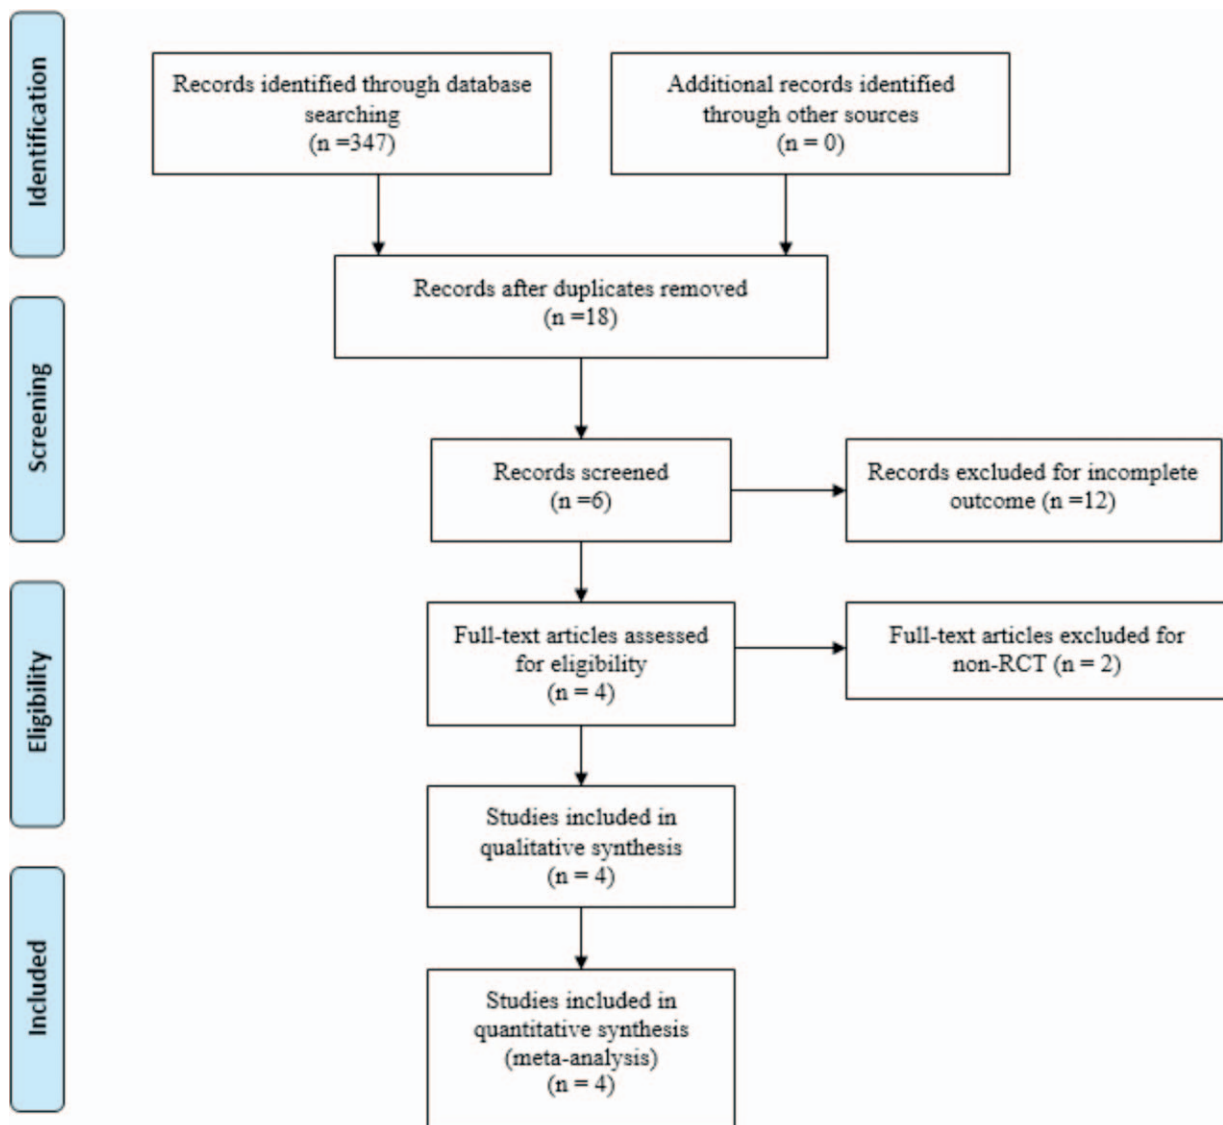 Identification
Records identified through database
searching
(n =347)
Additional records identified
through other sources
(n = 0)
Records after duplicates removed
(n =18)
Screening
Records screened
(n =6)
Records excluded for incomplete
outcome (n =12)
Eligibility
Full-text articles assessed
for eligibility
(n = 4)
Full-text articles excluded for
non-RCT (n = 2)
Studies included in
qualitative synthesis
(n = 4)
Included
Studies included in
quantitative synthesis
(meta-analysis)
(n = 4)